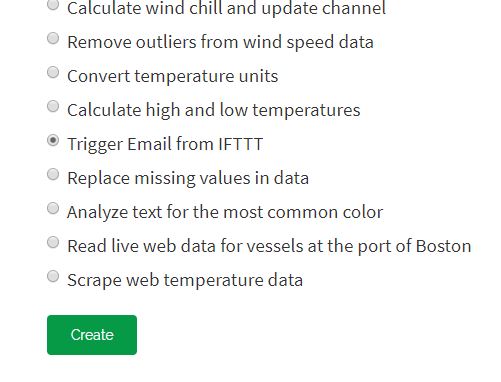 Calculate wind chill and update channel
Remove outliers from wind speed data
Convert temperature units
Calculate high and low temperatures
Trigger Email from IFTTT
Replace missing values in data
Analyze text for the most common color
Read live web data for vessels at the port of Boston
Scrape web temperature data
Create